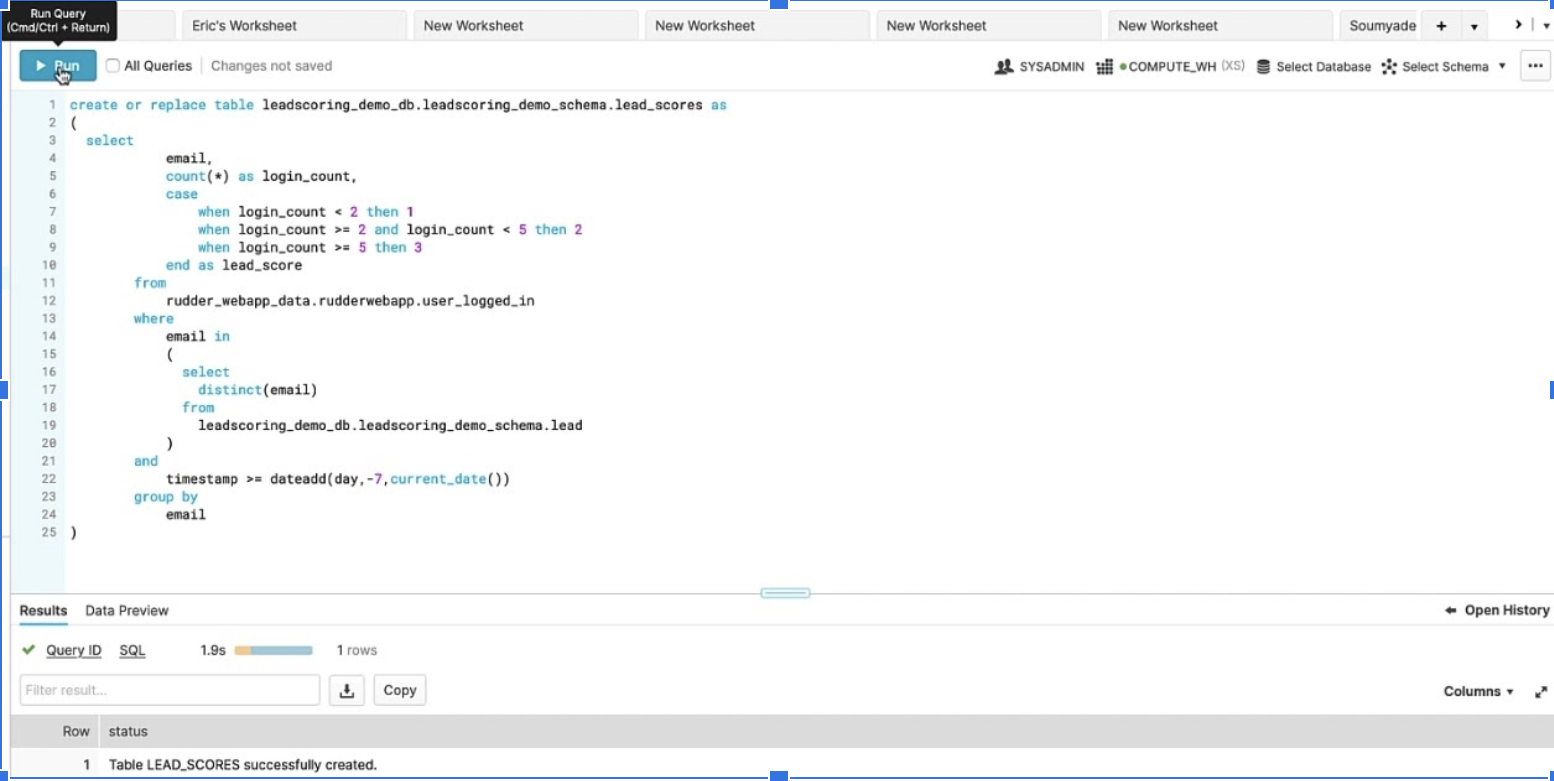 Run Query
(Cmd/Ctrl + Return)
Eric's Worksheet
New Worksheet
New Worksheet
New Worksheet
New Worksheet
Soumyade
+
Run
All Queries
Changes not saved
SYSADMIN
COMPUTE_WH (XS)
Select Database
Select Schema
...
1 create or replace table leadscoring_demo_db.leadscoring_demo_schema.lead_scores as
2 (
3 select
4 email,
5 count(*) as login_count,
6 case
7 when login_count < 2 then 1
8 when login_count >= 2 and login_count < 5 then 2
9 when login_count >= 5 then 3
10 end as lead_score
11 from
12 rudder_webapp_data.rudderwebapp.user_logged_in
13 where
14 email in
15 (
16 select
17 distinct(email)
18 from
19 leadscoring_demo_db.leadscoring_demo_schema.lead
20 )
21 and
22 timestamp >= dateadd(day,-7,current_date())
23 group by
24 email
25 )
Results
Data Preview
Open History
Query ID
SQL
1.9s
1 rows
Filter result...
Copy
Columns
Row status
1 Table LEAD_SCORES successfully created.